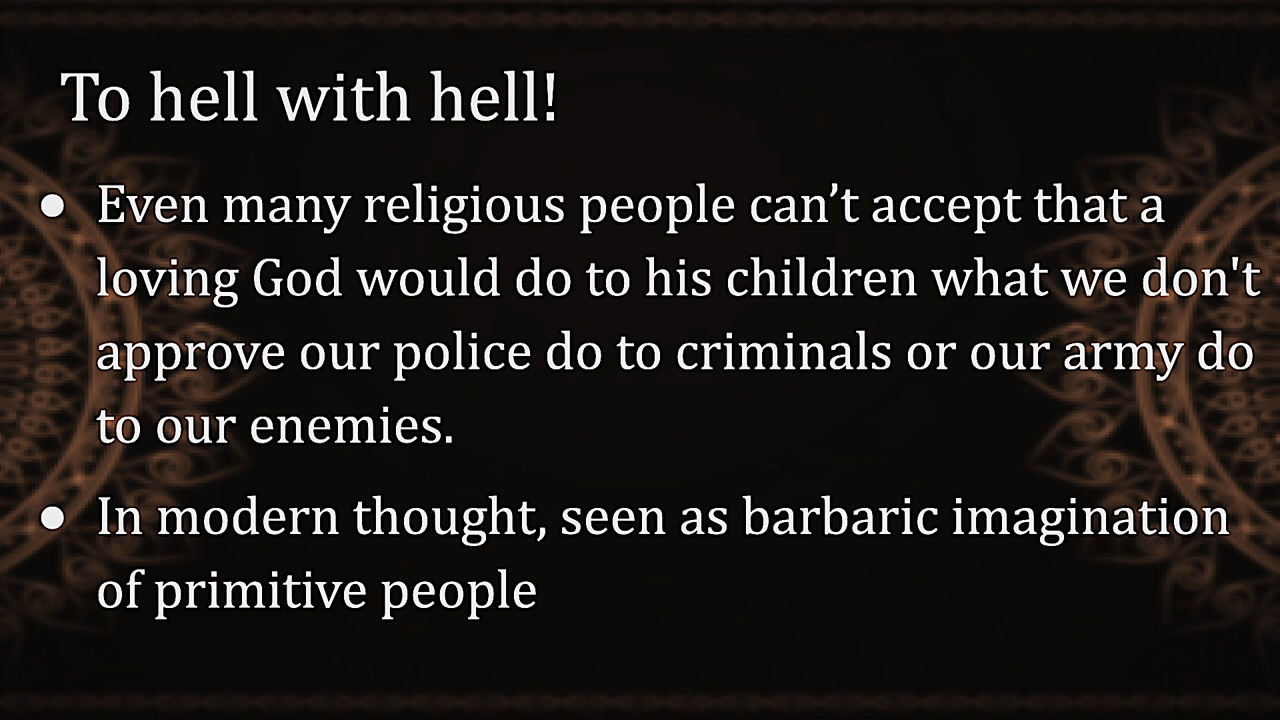 To hell with hell!
● Even many religious people can’t accept that a
loving God would do to his children what we don't
approve our police do to criminals or our army do
to our enemies.
● In modern thought, seen as barbaric imagination
of primitive people